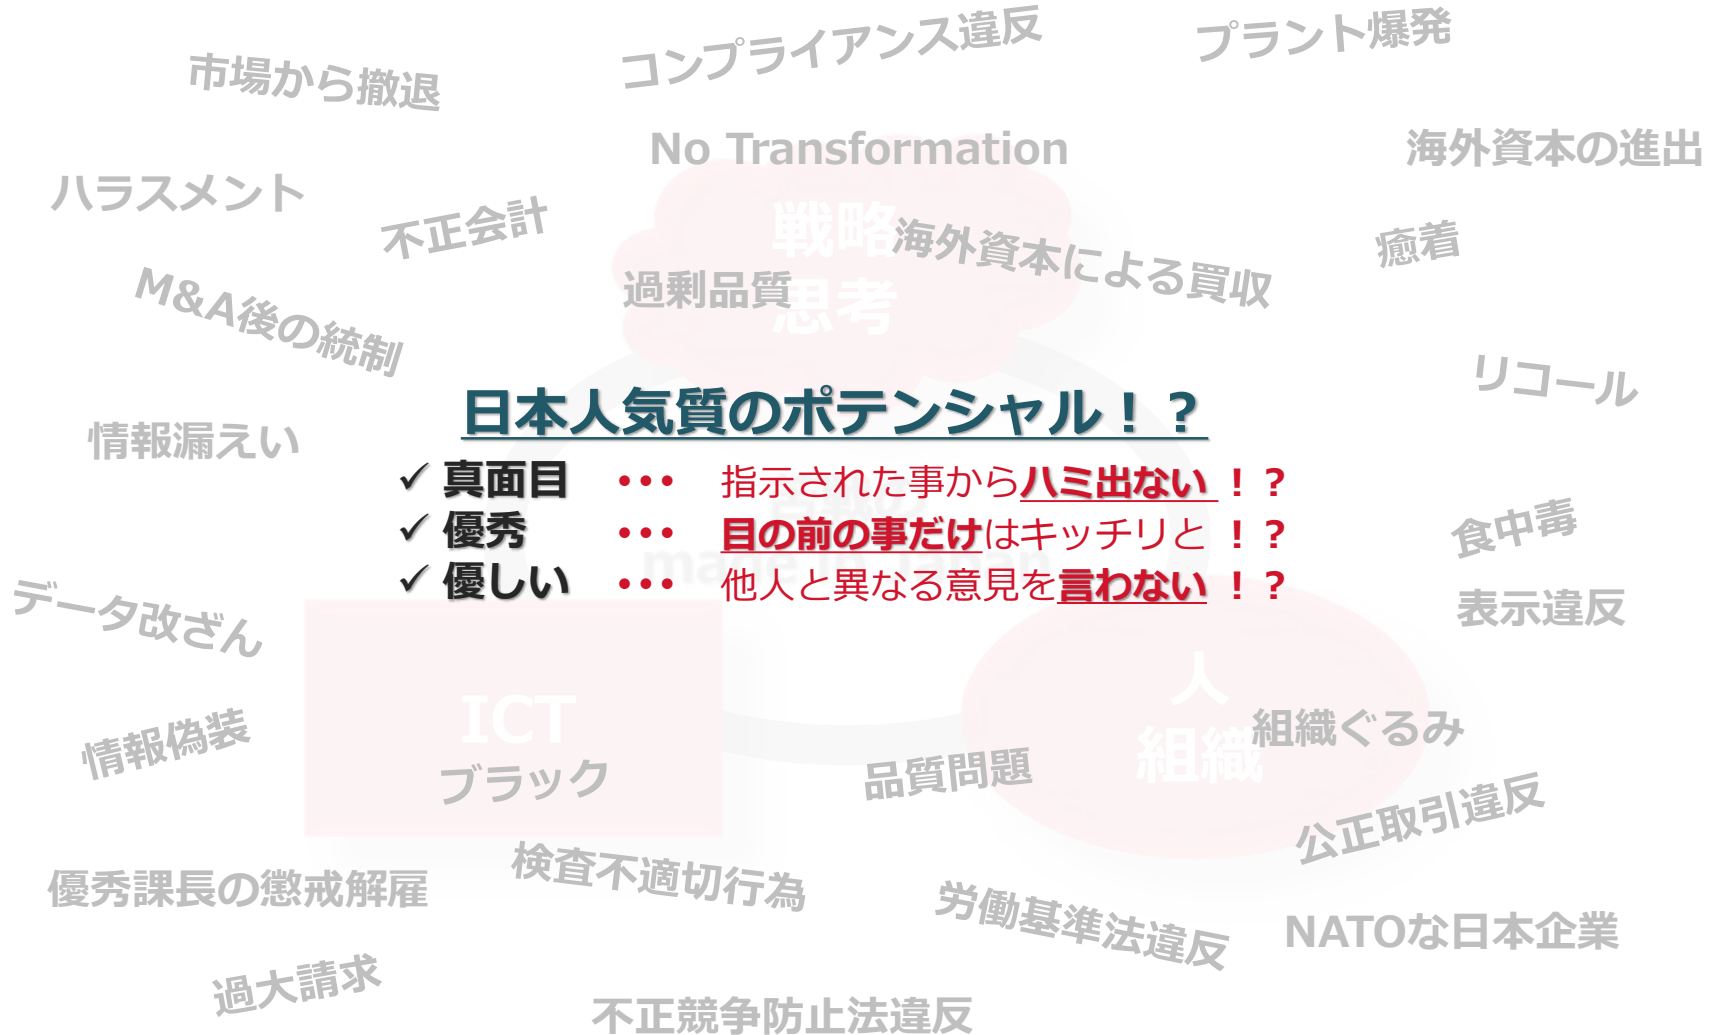 コンプライアンス違反
プラント爆発
市場から撤退
No Transformation
海外資本の進出
ハラスメント
不正会計
戦略
思考
海外資本による買収
癒着
過剰品質
M&A後の統制
リコール
日本人気質のポテンシャル！？
情報漏えい
✓ 真面目 ・・・ 指示された事からハミ出ない ！？
✓ 優秀 ・・・ 目の前の事だけはキッチリと ！？
✓ 優しい ・・・ 他人と異なる意見を言わない ！？
made in Japan
食中毒
データ改ざん
表示違反
人
組織
ICT
組織ぐるみ
情報偽装
ブラック
品質問題
公正取引違反
優秀課長の懲戒解雇
検査不適切行為
労働基準法違反
NATOな日本企業
過大請求
不正競争防止法違反